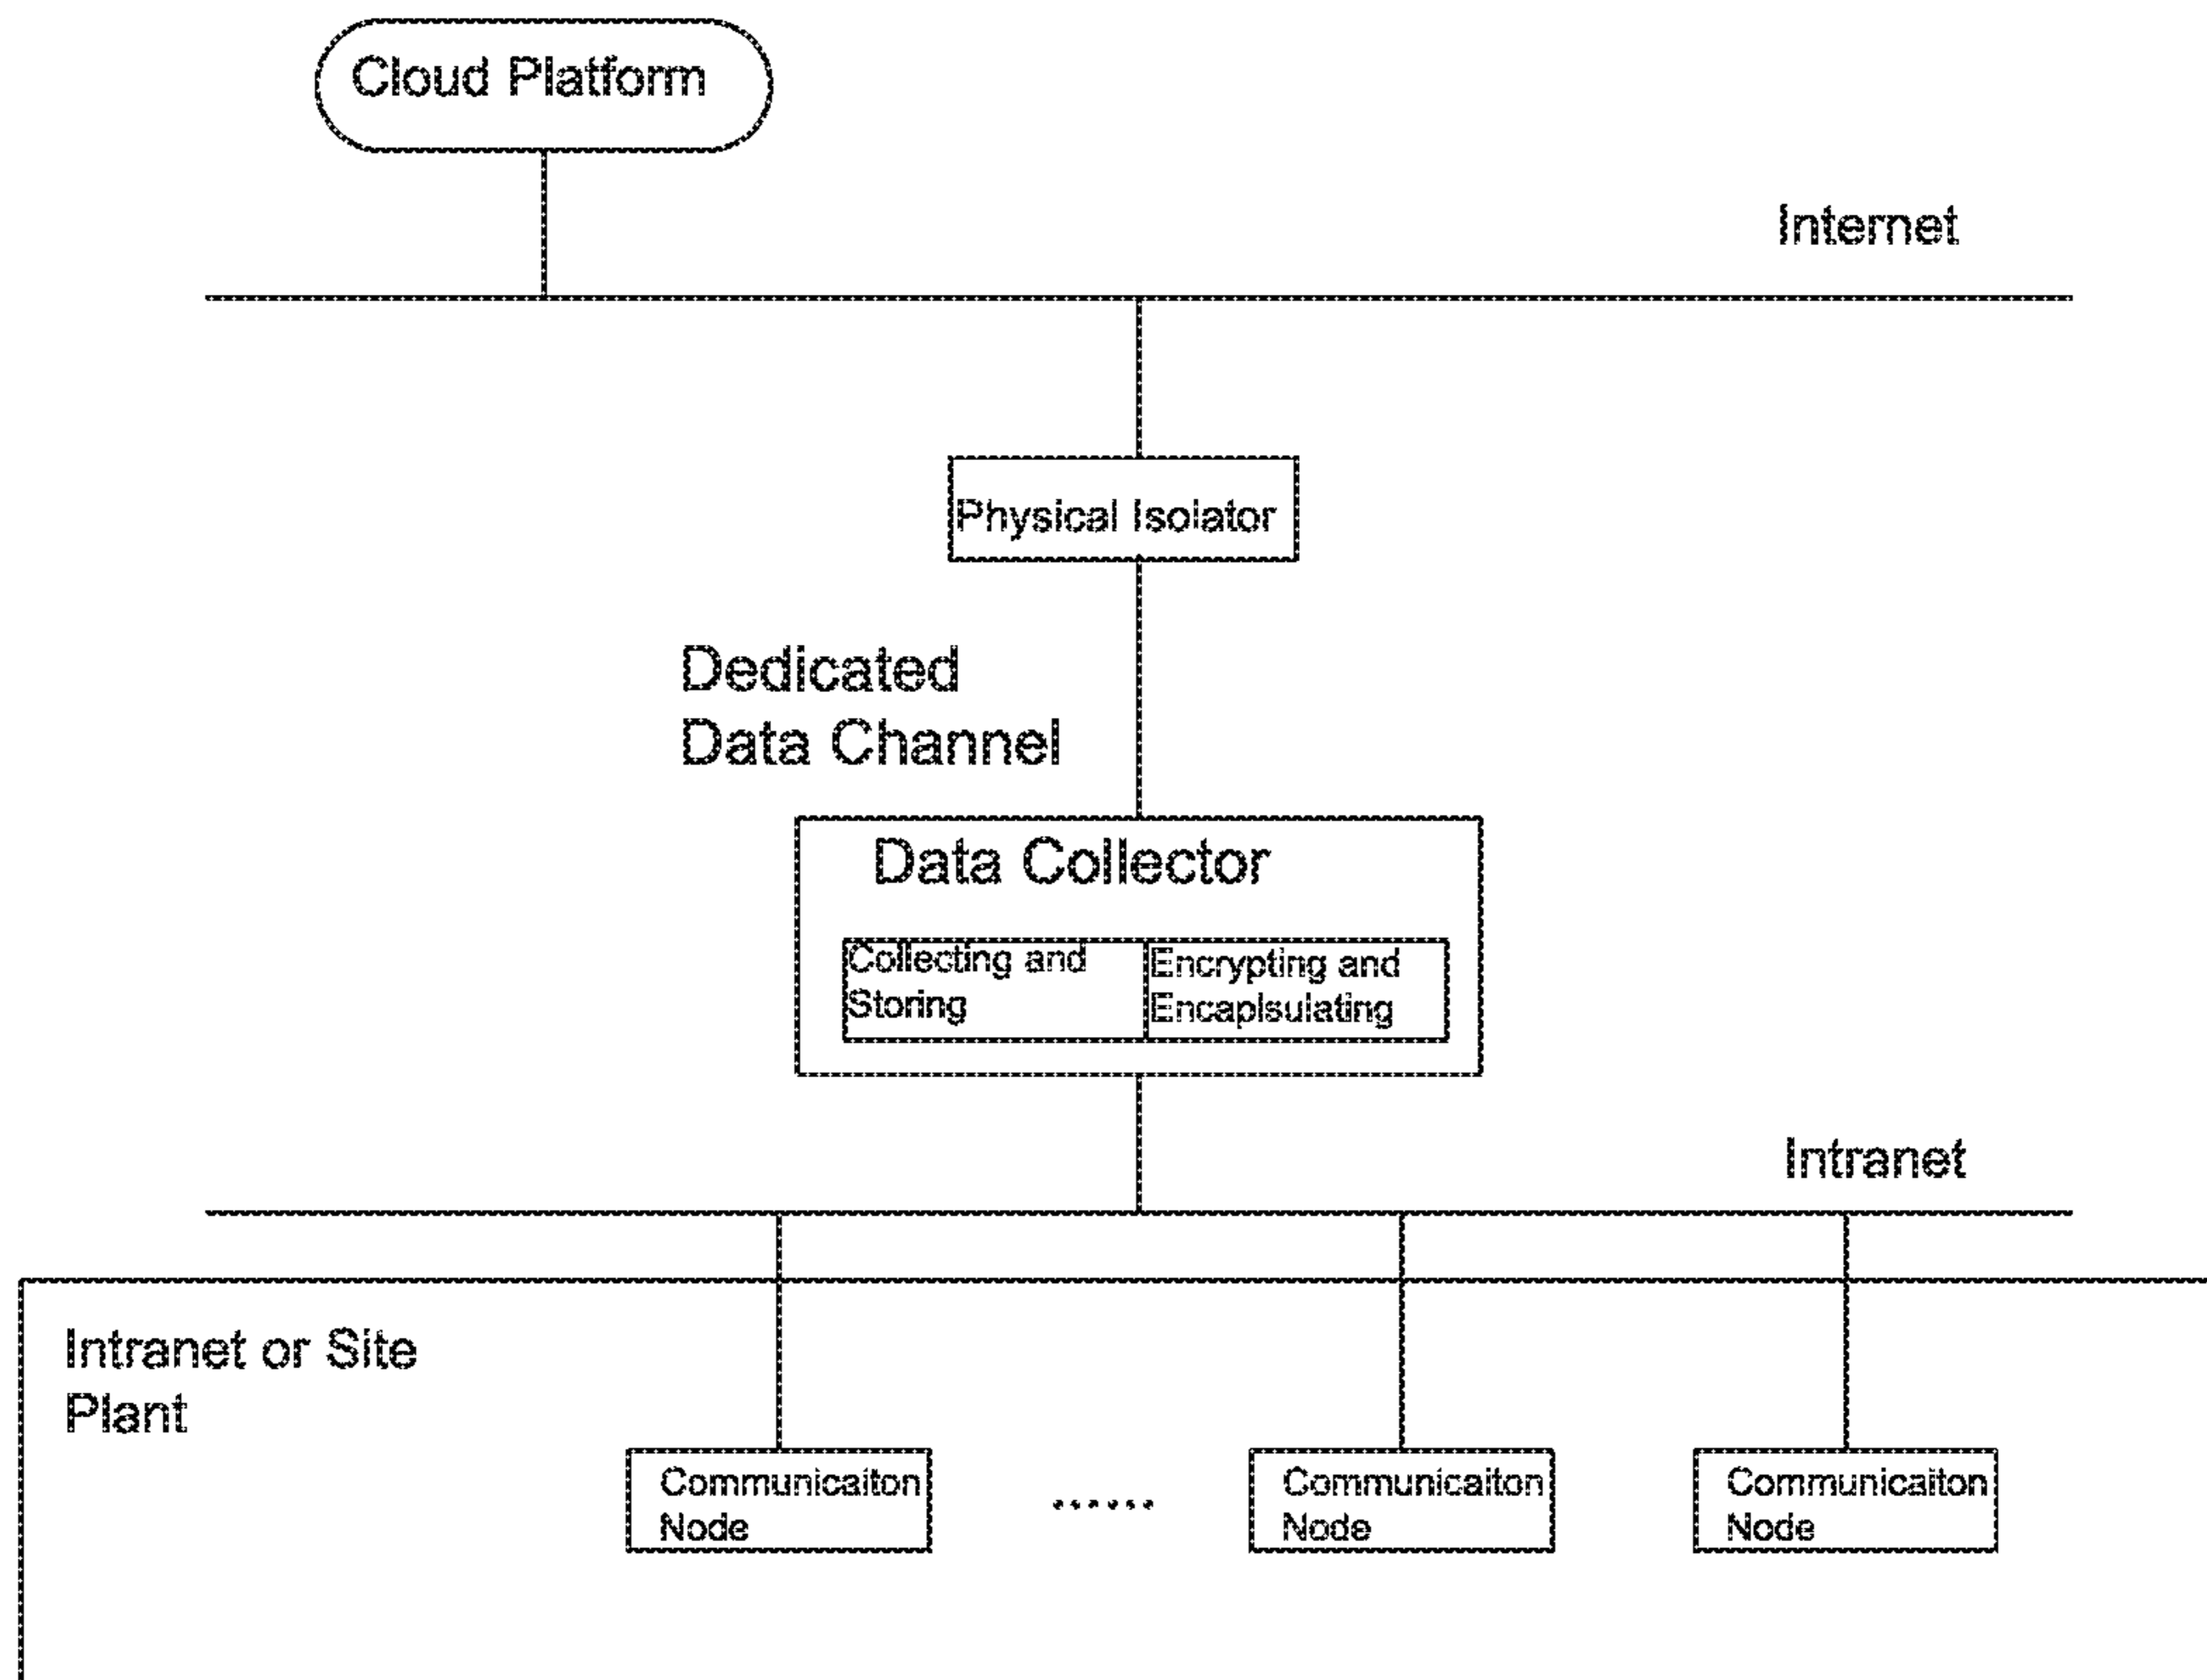 Cloud Platform
Internet
Physical Isolator
Dedicated
Data Channel
Data Collector
Collecting and
Storing
Encrypting and
Encaplsulating
Intranet
Intranet or Site
Plant
Communicaiton
Node
......
Communicaiton
Node
Communicaiton
Node